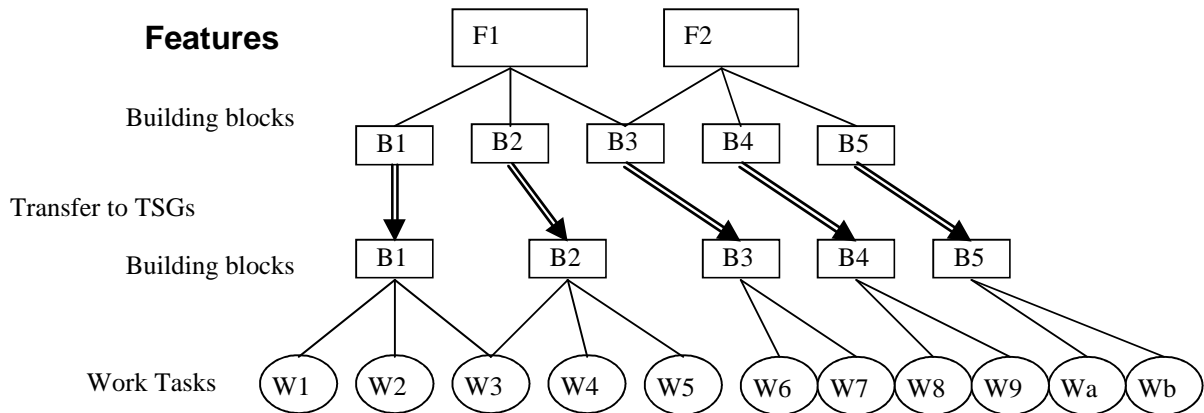 Features F1 F2
Building blocks
B1 B2 B3 B4 B5
Transfer to TSGs
Building blocks B1 B2 B3 B4 B5
Work Tasks W1 W2 W3 W4 W5 W6 W7 W8 W9 Wa Wb